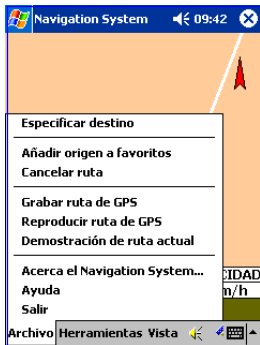 Navigation System 09:42
Especificar destino
Añadir origen a favoritos
Cancelar ruta
Grabar ruta de GPS
Reproducir ruta de GPS
Demostración de ruta actual
Acerca el Navigation System...
CIDAD
Ayuda
m/h
Salir
Archivo Herramientas Vista